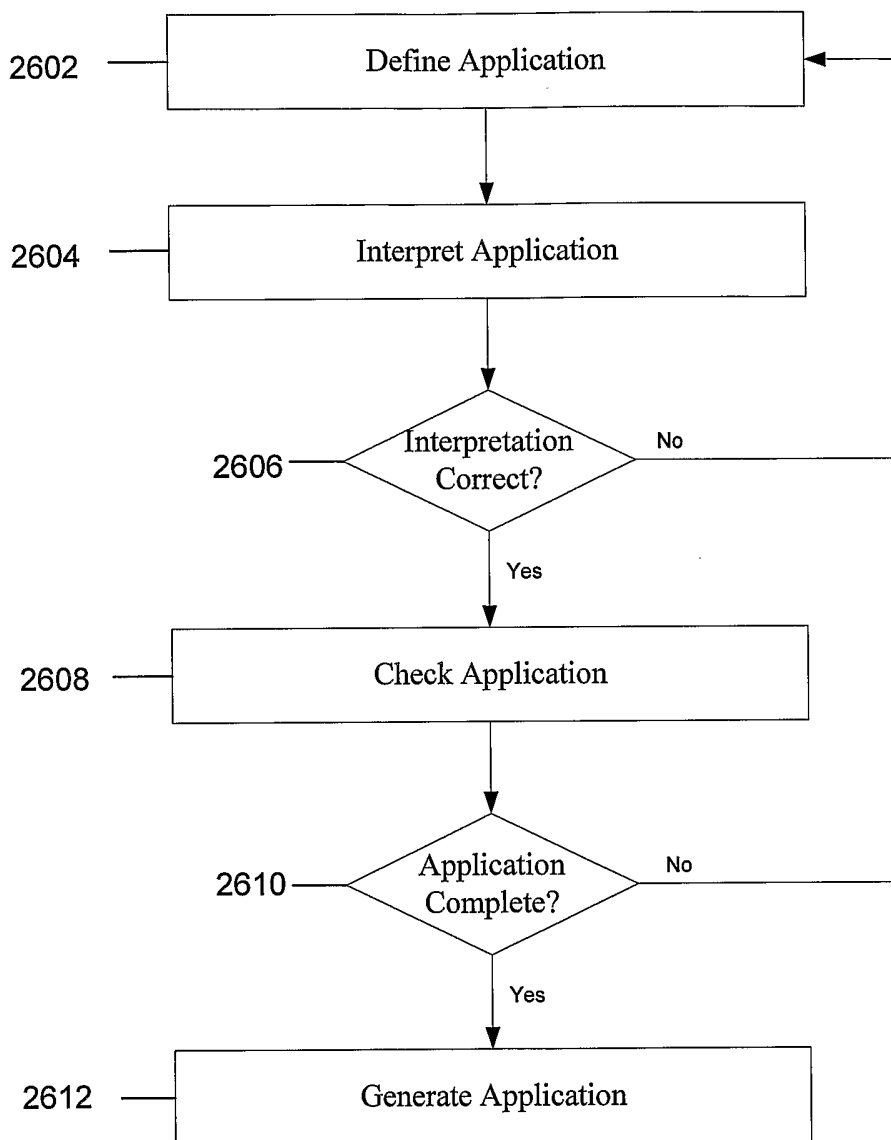 2602
Define Application
2604
Interpret Application
2606
Interpretation
Correct?
No
Yes
2608
Check Application
2610
Application
Complete?
No
Yes
2612
Generate Application